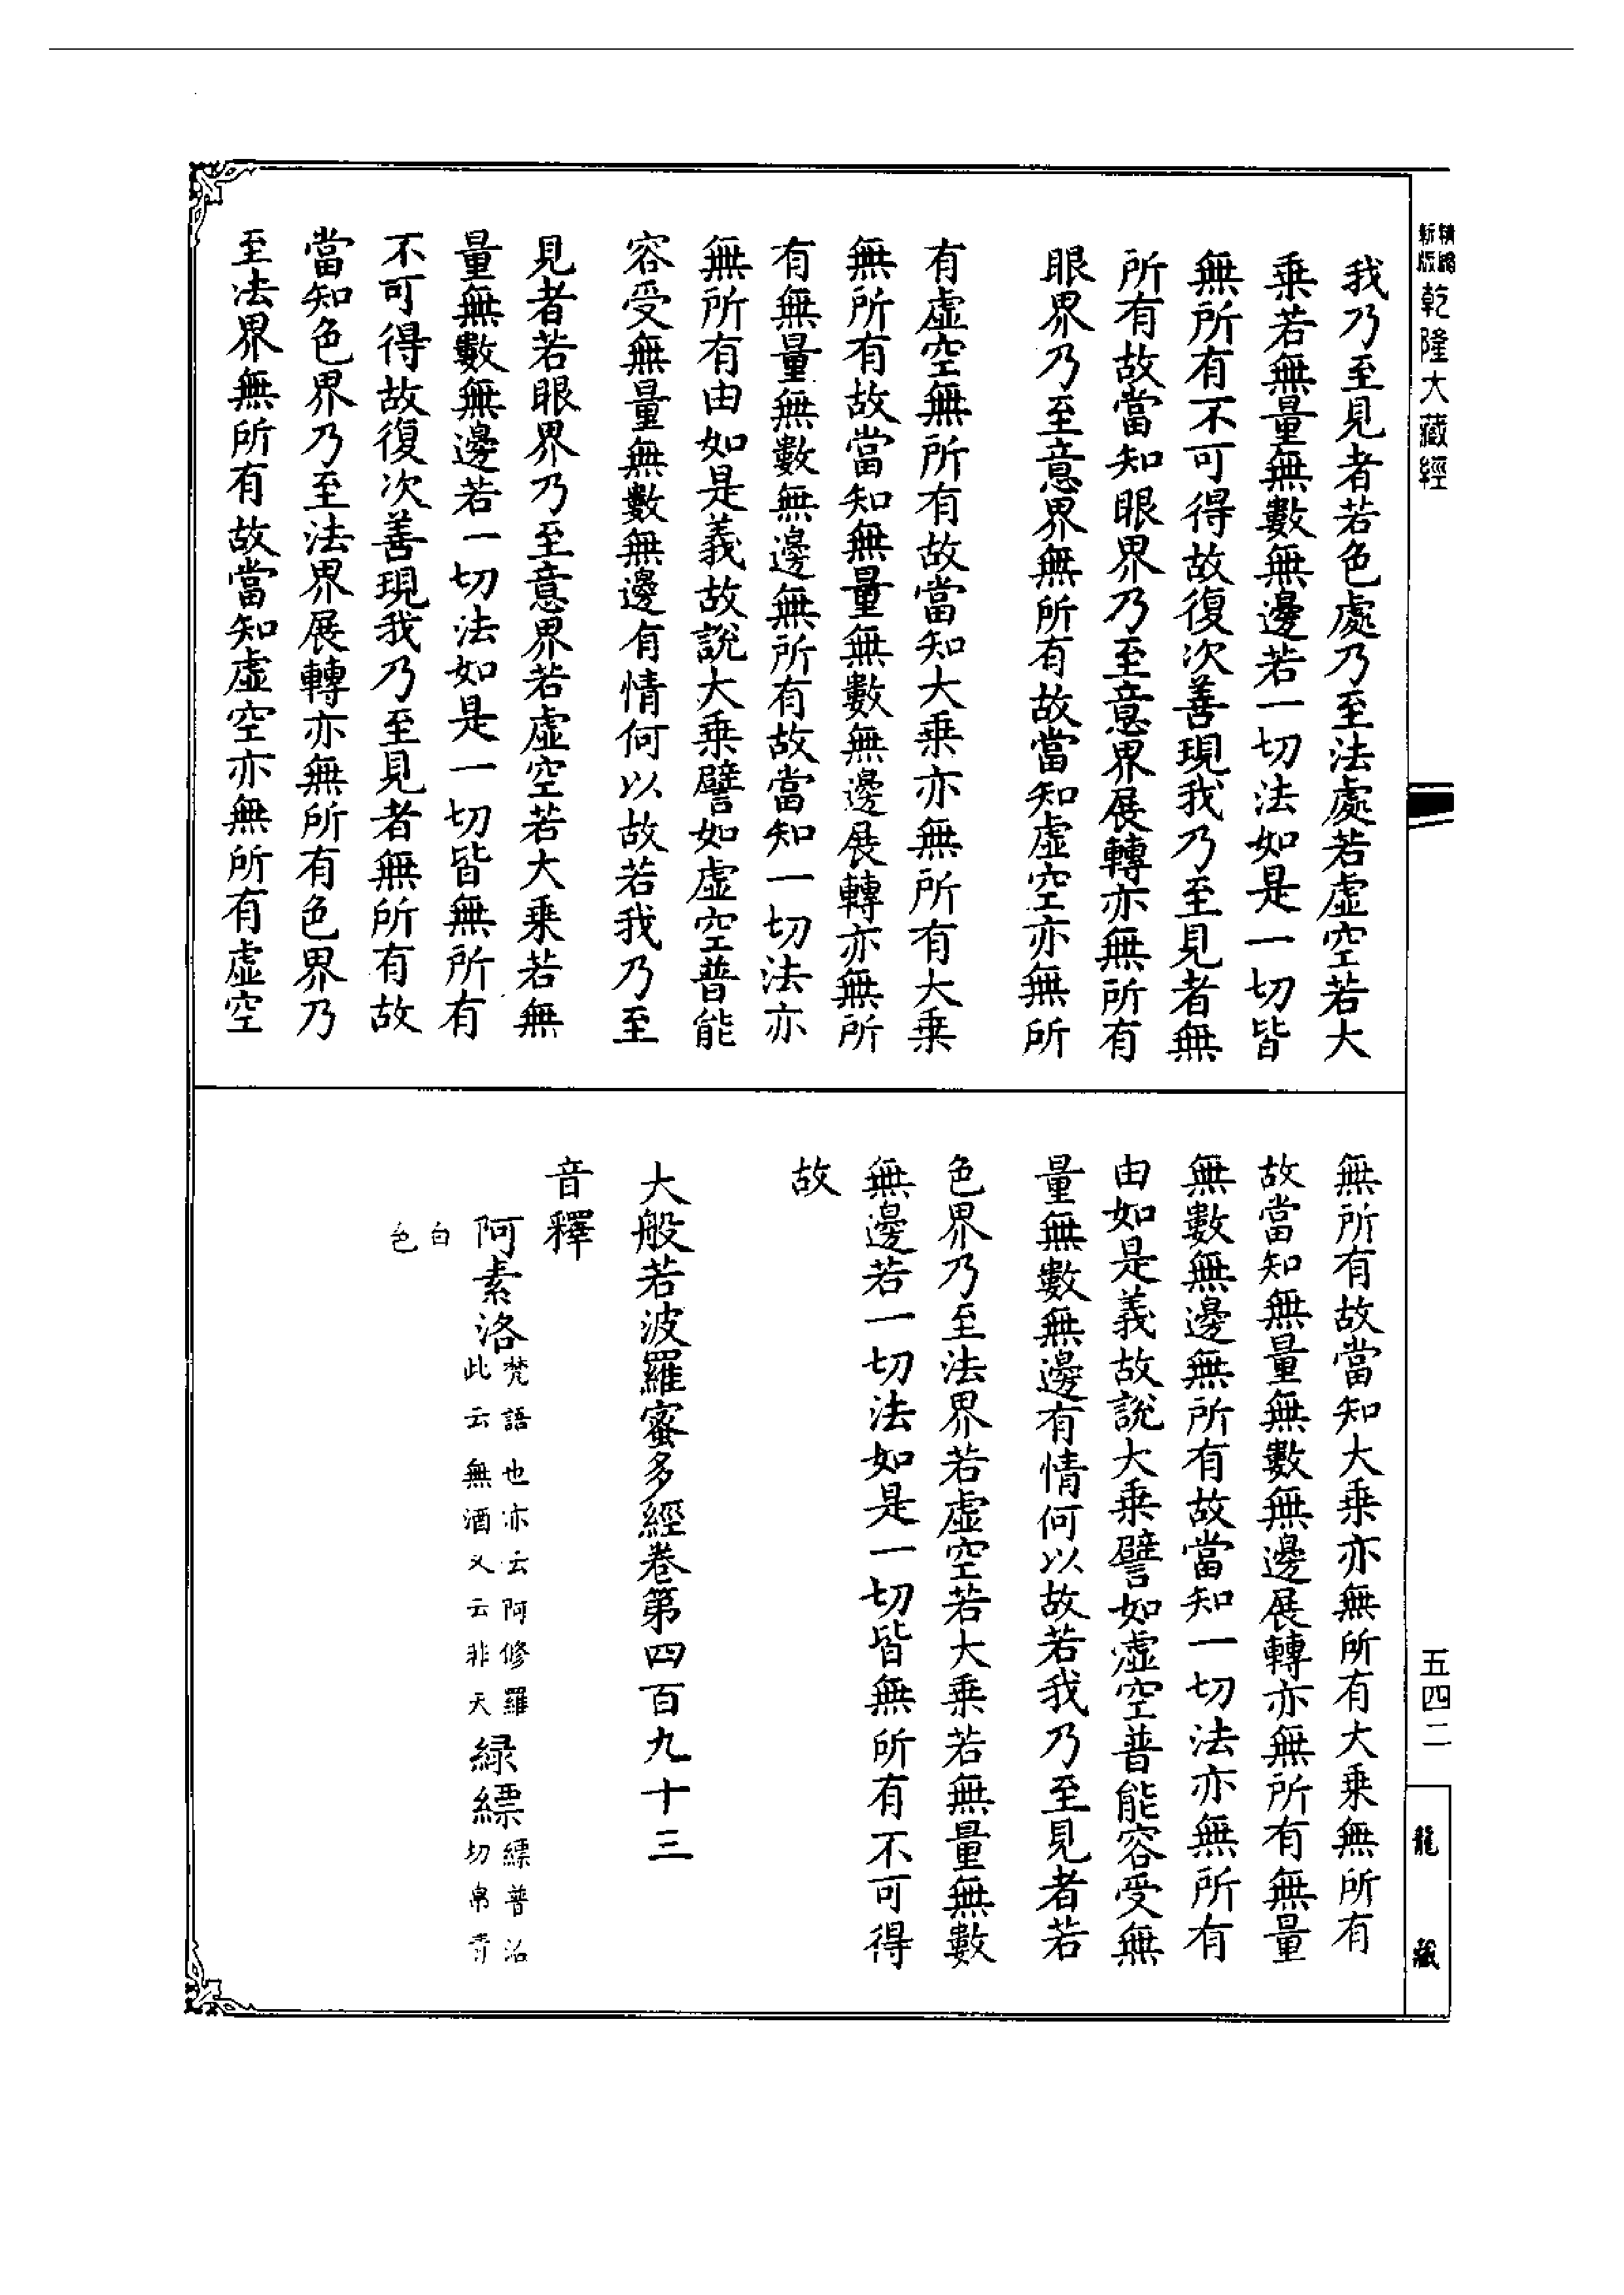 乾隆大藏經
我乃至見者若色處乃至法處若虛空若大
乘若無量無數無邊若一切法如是一切皆
無所有不可得故復次善現我乃至見者無
所有故當知眼界乃至意界展轉亦無所有
眼界乃至意界無所有故當知虛空亦無所
有虛空無所有故當知大乘亦無所有大乘
無所有故當知無量無數無邊展轉亦無所
有無量無數無邊無所有故當知一切法亦
無所有由如是義故說大乘譬如虛空普能
容受無量無數無邊有情何以故若我乃至
見者若眼界乃至意界若虛空若大乘若無
量無數無邊若一切法如是一切皆無所有
不可得故復次善現我乃至見者無所有故
當知色界乃至法界展轉亦無所有色界乃
至法界無所有故當知虛空亦無所有虛空
無所有故當知大乘亦無所有大乘無所有
故當知無量無數無邊展轉亦無所有無量
無數無邊無所有故當知一切法亦無所有
由如是義故說大乘譬如虛空普能容受無
量無數無邊有情何以故若我乃至見者若
色界乃至法界若虛空若大乘若無量無數
無邊若一切法如是一切皆無所有不可得
故
大般若波羅蜜多經卷第四百九十三
音釋
阿素洛梵語也亦云阿修羅此云無酒又云非天綠縹縹普沼切帛青
白色
五四二
龍藏